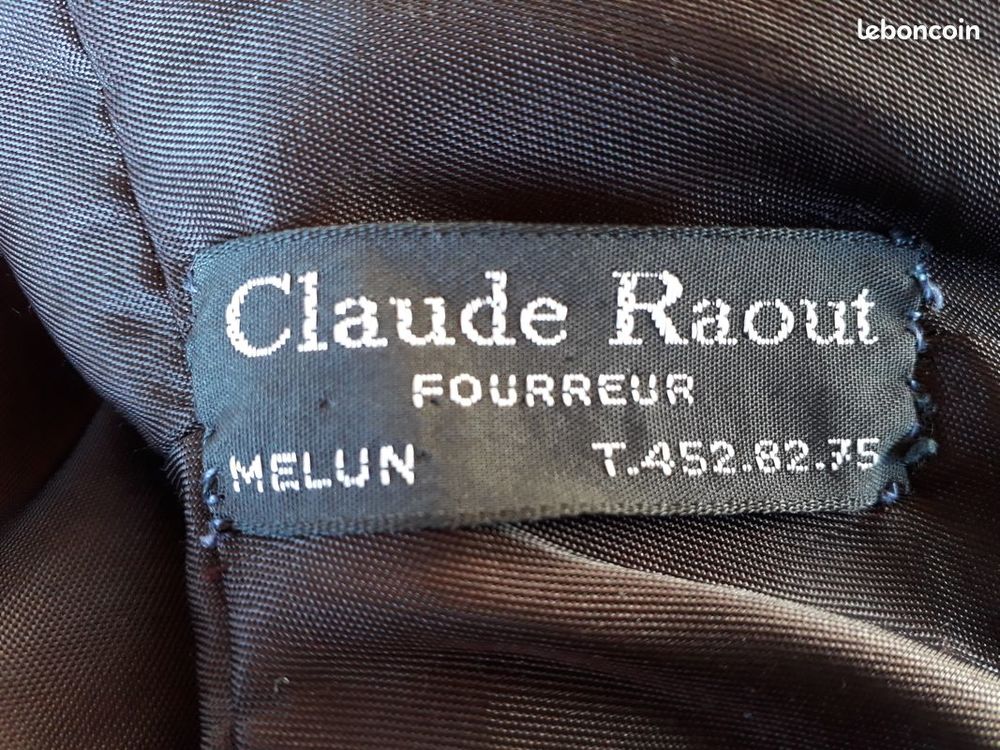 leboncoin
Claude Raout
FOURREUR
MELUN T.452.82.75